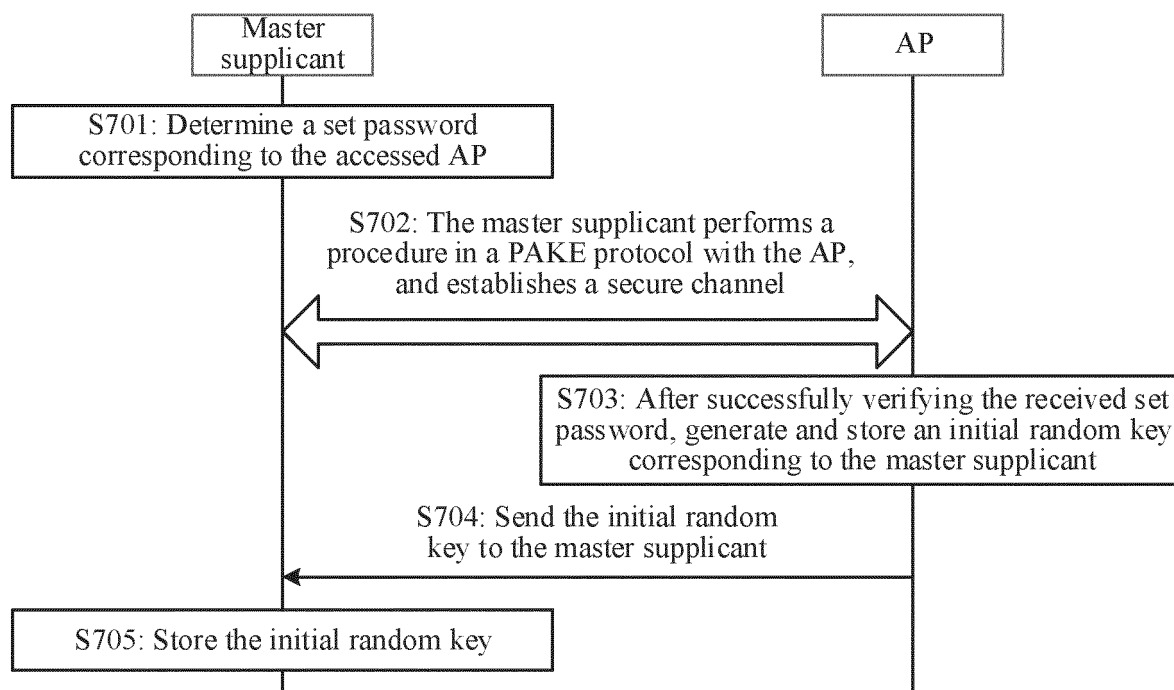 Master
supplicant
AP
S701: Determine a set password
corresponding to the accessed AP
S702: The master supplicant performs a
procedure in a PAKE protocol with the AP,
and establishes a secure channel
S703: After successfully verifying the received set
password, generate and store an initial random key
corresponding to the master supplicant
S704: Send the initial random
key to the master supplicant
S705: Store the initial random key